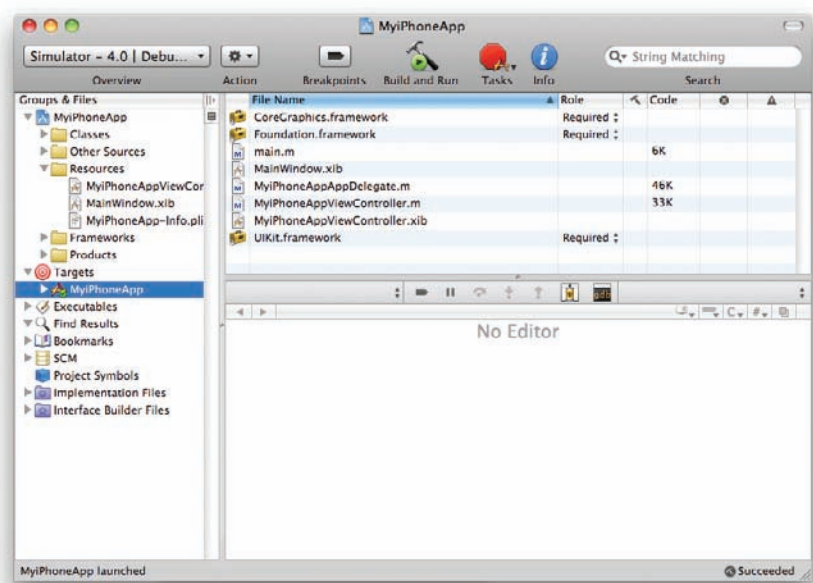 MyiPhoneApp
Simulator - 4.0 | Debu...
String Matching
Overview
Action
Breakpoints
Build and Run
Tasks
Info
Search
Groups & Files
MyiPhoneApp
Classes
Other Sources
Resources
MyiPhoneAppViewCor
MainWindow.xib
MyiPhoneApp-Info.pli
Frameworks
Products
Targets
MyiPhoneApp
Executables
Find Results
Bookmarks
SCM
Project Symbols
Implementation Files
Interface Builder Files
File Name Role Code
CoreGraphics.framework Required
Foundation.framework Required
main.m 6K
MainWindow.xib
MyiPhoneAppAppDelegate.m 46K
MyiPhoneAppViewController.m 33K
MyiPhoneAppViewController.xib
UIKit.framework Required
gdb
C #
No Editor
MyiPhoneApp launched
Succeeded